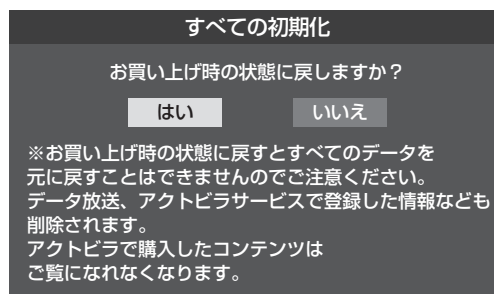 すべての初期化
お買い上げ時の状態に戻しますか？
はい
いいえ
※お買い上げ時の状態に戻すとすべてのデータを
元に戻すことはできませんのでご注意ください。
データ放送、アクトビラサービスで登録した情報なども
削除されます。
アクトビラで購入したコンテンツは
ご覧になれなくなります。